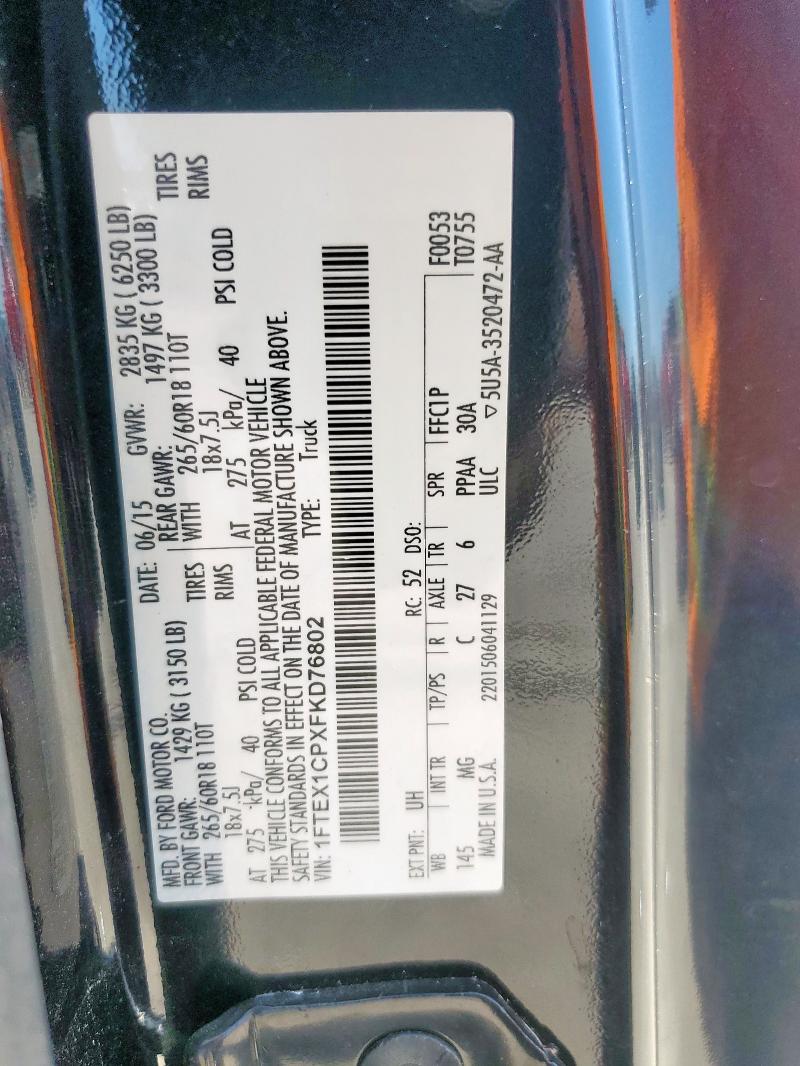 MFD. BY FORD MOTOR CO.
DATE: 06/15 GVWR: 2835 KG ( 6250 LB)
FRONT GAWR: 1429 KG ( 3150 LB) REAR GAWR: 1497 KG ( 3300 LB)
WITH 265/60R18 110T TIRES WITH 265/60R18 110T TIRES
18x7.5J RIMS 18x7.5J RIMS
AT 275 kPa/ 40 PSI COLD AT 275 kPa/ 40 PSI COLD
THIS VEHICLE CONFORMS TO ALL APPLICABLE FEDERAL MOTOR VEHICLE
SAFETY STANDARDS IN EFFECT ON THE DATE OF MANUFACTURE SHOWN ABOVE.
VIN: 1FTEX1CPXFKD76802 TYPE: Truck
EXT PNT: UH RC: 52 DSO:
WB INT TR TP/PS R AXLE TR SPR FFC1P F0053
145 MG C 27 6 PPAA 30A T0755
MADE IN U.S.A. 2201506041129 ULC ▽5U5A-3520472-AA